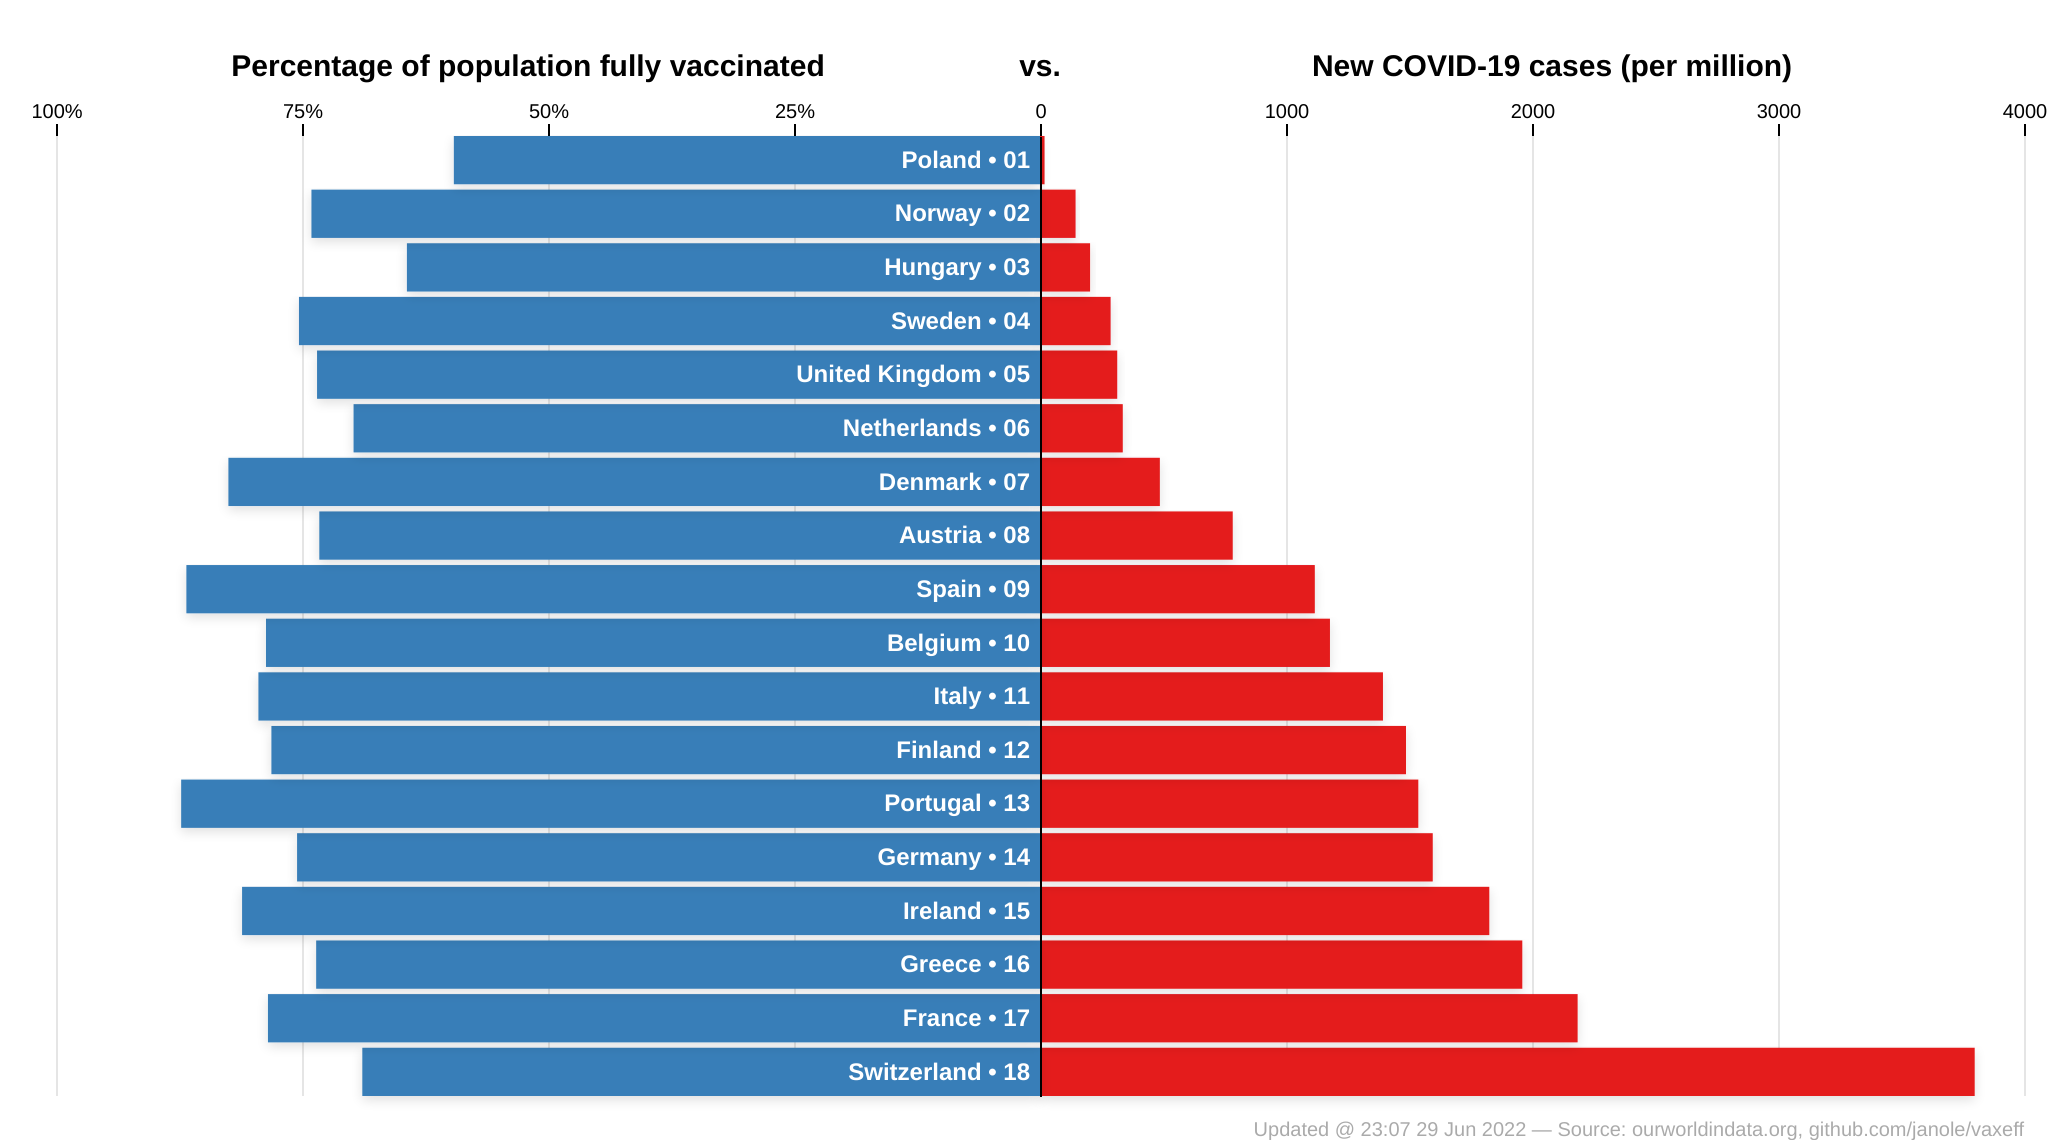 Percentage of population fully vaccinated vs. New COVID-19 cases (per million)
100% 75% 50% 25% 0 1000 2000 3000 4000
Poland • 01
Norway • 02
Hungary • 03
Sweden • 04
United Kingdom • 05
Netherlands • 06
Denmark • 07
Austria • 08
Spain • 09
Belgium • 10
Italy • 11
Finland • 12
Portugal • 13
Germany • 14
Ireland • 15
Greece • 16
France • 17
Switzerland • 18
Updated @ 23:07 29 Jun 2022 — Source: ourworldindata.org, github.com/janole/vaxeff